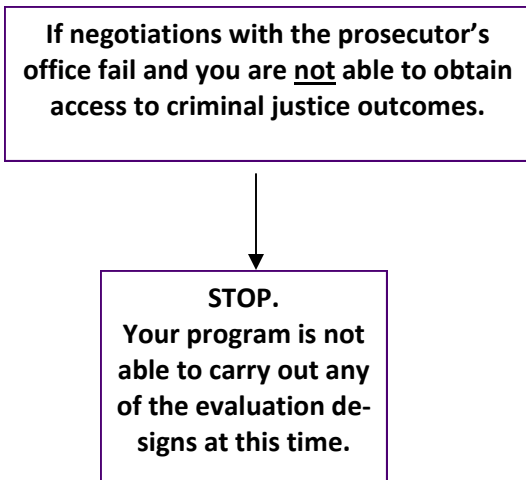 If negotiations with the prosecutor’s
office fail and you are not able to obtain
access to criminal justice outcomes.
STOP.
Your program is not
able to carry out any
of the evaluation de-
signs at this time.